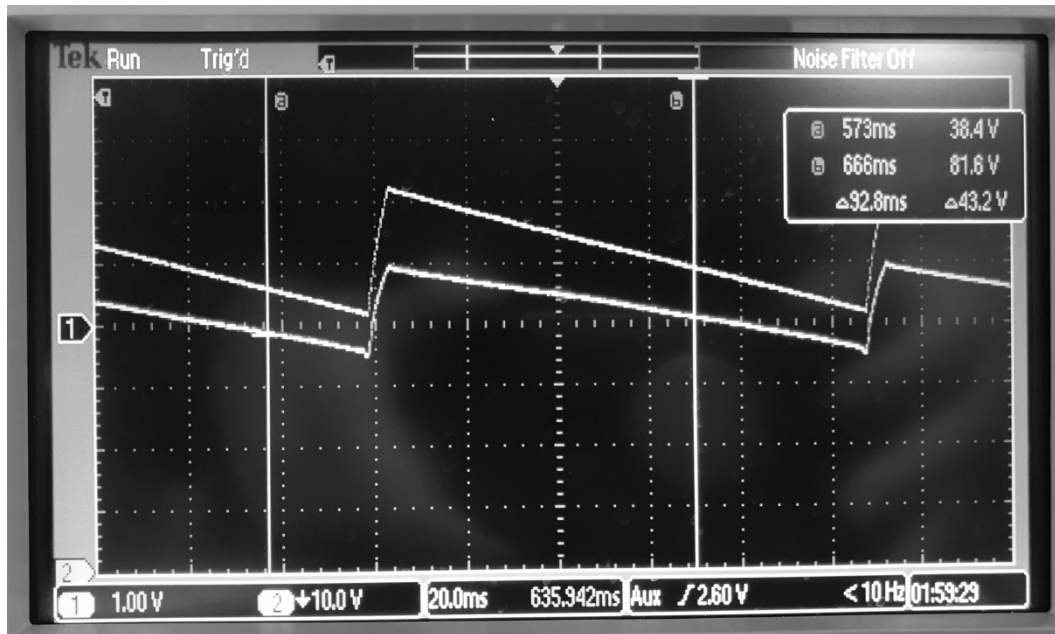 Tek Run Trig'd T Noise Filter Off
T a b
a 573ms 38.4 V
b 666ms 81.6 V
△92.8ms △43.2 V
1
2
1 1.00 V 2 10.0 V 20.0ms 635.942ms Aux 2.60 V < 10 Hz 01:59:29